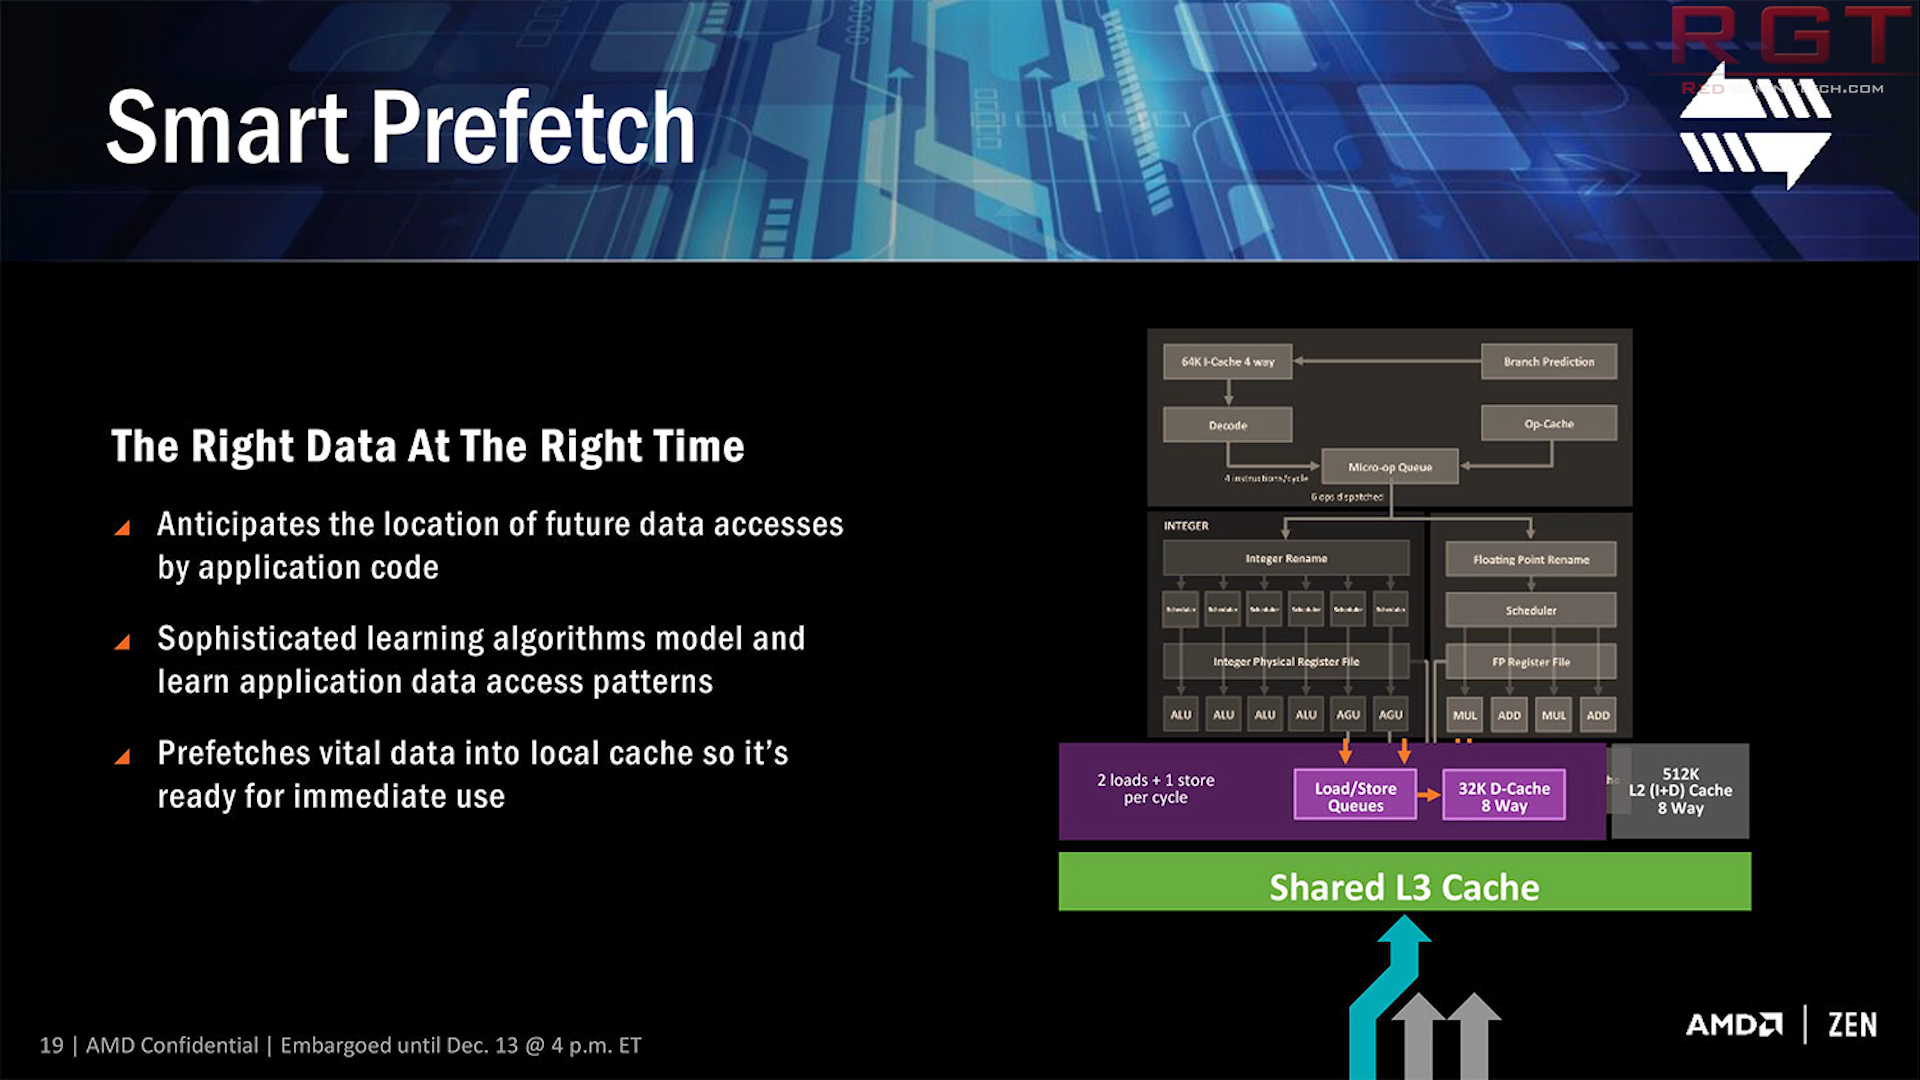 RGT
Smart Prefetch
The Right Data At The Right Time
Anticipates the location of future data accesses
by application code
Sophisticated learning algorithms model and
learn application data access patterns
Prefetches vital data into local cache so it's
ready for immediate use
64K I-Cache 4 way
Branch Prediction
Decode
Op-Cache
Micro-op Queue
4 instructions/cycle
6 ops dispatched
INTEGER
Integer Rename
Floating Point Rename
Scheduler Scheduler Scheduler Scheduler Scheduler Scheduler
Scheduler
Integer Physical Register File
FP Register File
ALU ALU ALU ALU AGU AGU
MUL ADD MUL ADD
2 loads + 1 store
per cycle
Load/Store
Queues
32K D-Cache
8 Way
512K
L2 (I+D) Cache
8 Way
Shared L3 Cache
19 | AMD Confidential | Embargoed until Dec. 13 @ 4 p.m. ET
AMD | ZEN